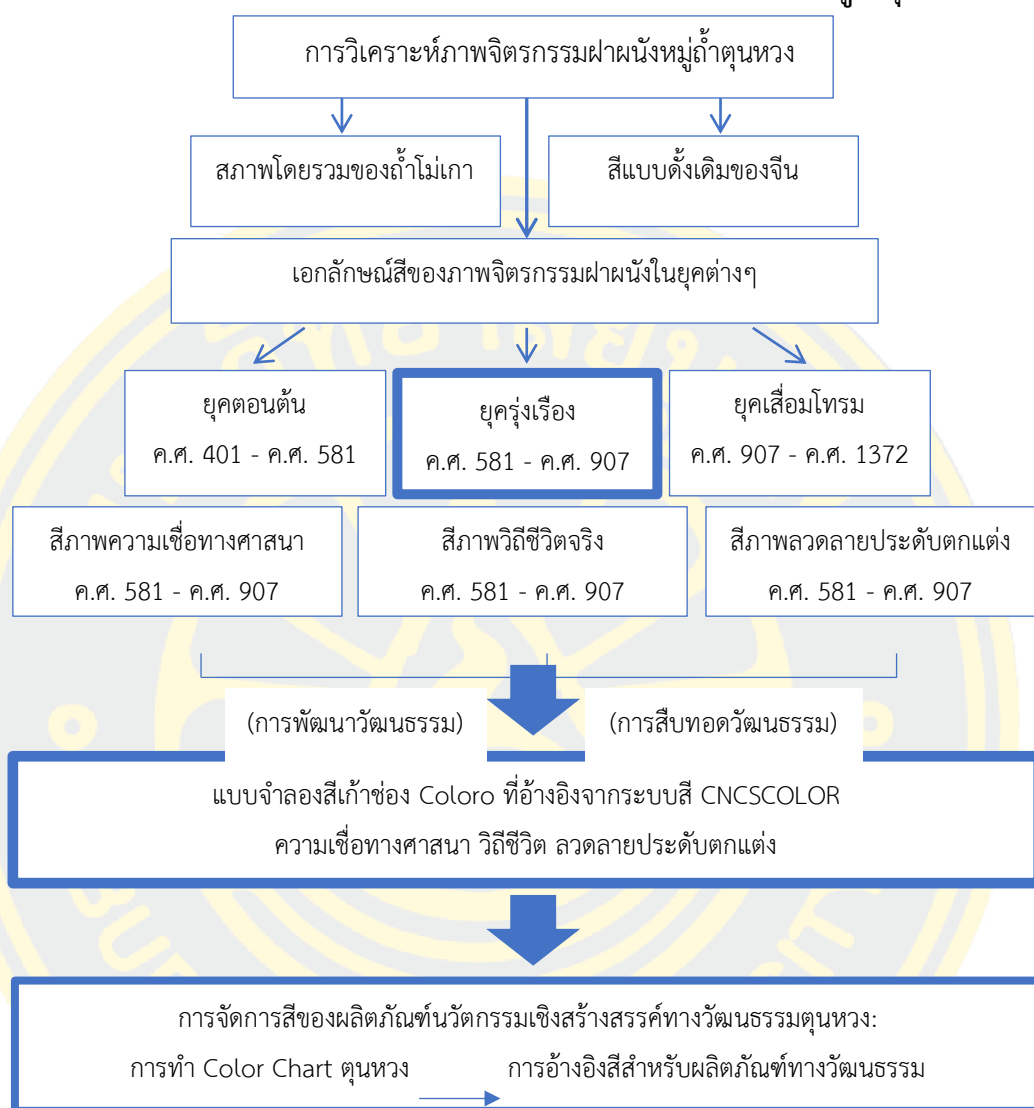 การวิเคราะห์ภาพจิตรกรรมฝาผนังหมู่ถ้ำตุนหวง
สภาพโดยรวมของถ้ำโม่เกา
สีแบบดั้งเดิมของจีน
เอกลักษณ์สีของภาพจิตรกรรมฝาผนังในยุคต่างๆ
ยุคตอนต้น
ค.ศ. 401 - ค.ศ. 581
ยุครุ่งเรือง
ค.ศ. 581 - ค.ศ. 907
ยุคเสื่อมโทรม
ค.ศ. 907 - ค.ศ. 1372
สีภาพความเชื่อทางศาสนา
ค.ศ. 581 - ค.ศ. 907
สีภาพวิถีชีวิตจริง
ค.ศ. 581 - ค.ศ. 907
สีภาพลวดลายประดับตกแต่ง
ค.ศ. 581 - ค.ศ. 907
(การพัฒนาวัฒนธรรม)
(การสืบทอดวัฒนธรรม)
แบบจำลองสีเก้าช่อง Coloro ที่อ้างอิงจากระบบสี CNCSCOLOR
ความเชื่อทางศาสนา วิถีชีวิต ลวดลายประดับตกแต่ง
การจัดการสีของผลิตภัณฑ์นวัตกรรมเชิงสร้างสรรค์ทางวัฒนธรรมตุนหวง:
การทำ Color Chart ตุนหวง
การอ้างอิงสีสำหรับผลิตภัณฑ์ทางวัฒนธรรม